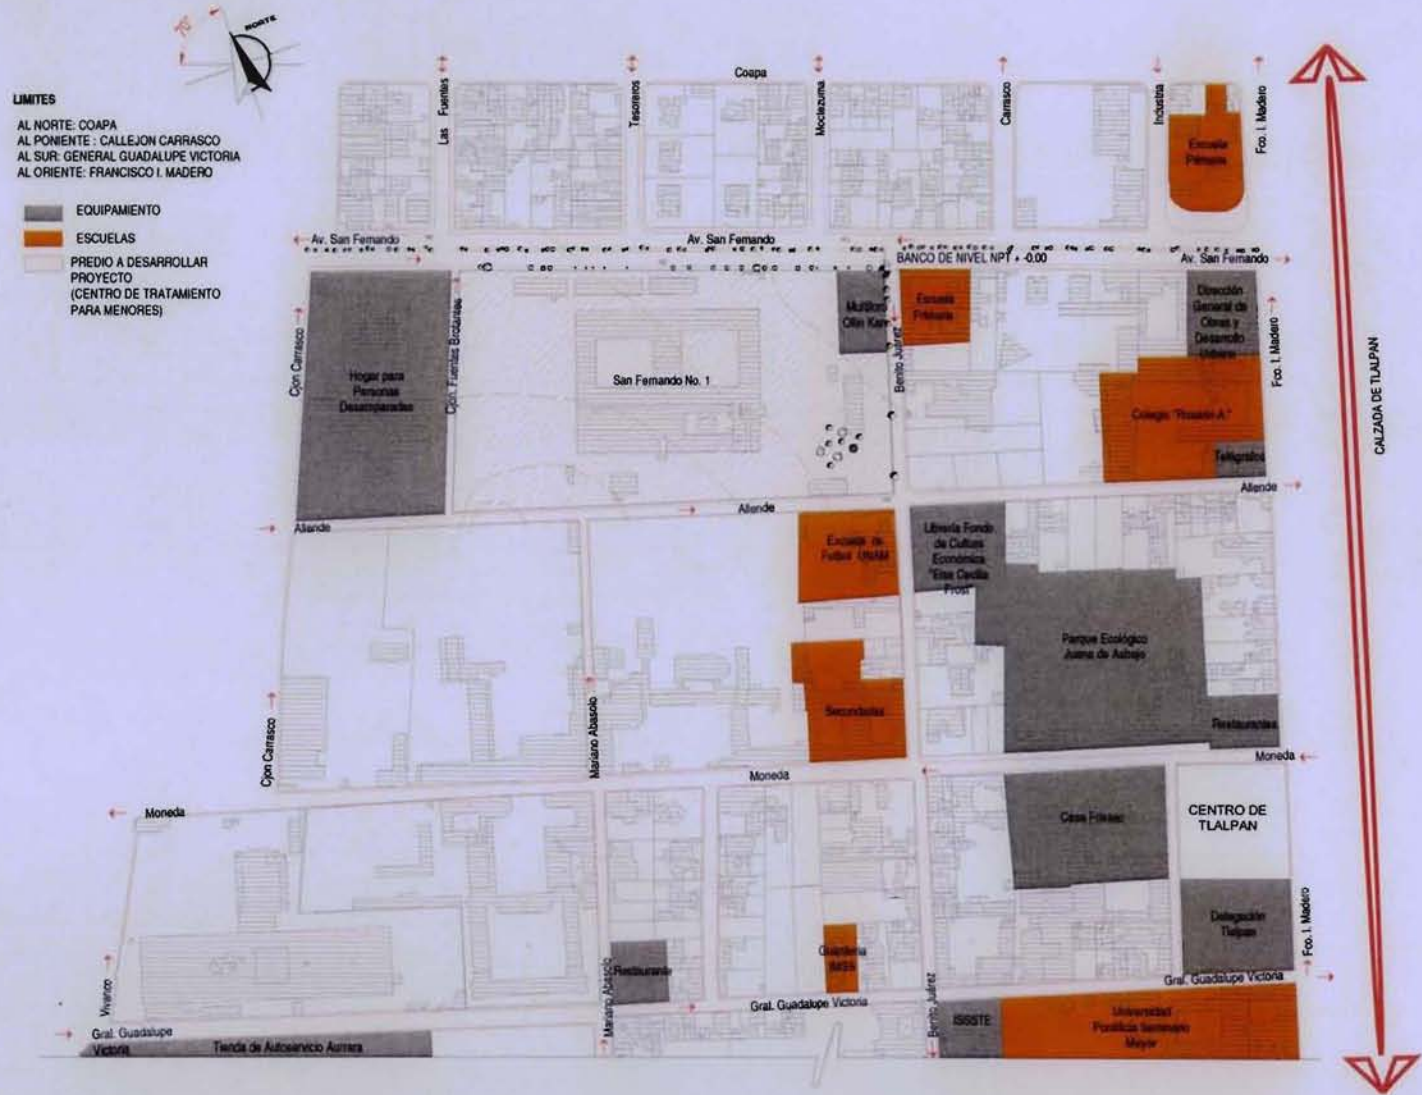 NORTE
LIMITES
AL NORTE: COAPA
AL PONIENTE : CALLEJON CARRASCO
AL SUR: GENERAL GUADALUPE VICTORIA
AL ORIENTE: FRANCISCO I. MADERO
EQUIPAMIENTO
ESCUELAS
PREDIO A DESARROLLAR
PROYECTO
(CENTRO DE TRATAMIENTO
PARA MENORES)
Las Fuentes
Tesoreros
Coapa
Moctezuma
Carrasco
Industria
Fco. I. Madero
Escuela
Primaria
Av. San Fernando
Av. San Fernando
BANCO DE NIVEL NPT + -0.00
Av. San Fernando
Cjon Carrasco
Hogar para
Personas
Desamparadas
Cjon. Fuentes Brotantes
San Fernando No. 1
Multiforo
Ollin Kan
Benito Juárez
Escuela
Primaria
Dirección
General de
Obras y
Desarrollo
Urbano
Fco. I. Madero
Colegio "Rosario A."
Telégrafos
CALZADA DE TLALPAN
Allende
Allende
Allende
Escuela de
Futbol UNAM
Librería Fondo
de Cultura
Económica
"Elsa Cecilia
Frost"
Parque Ecológico
Juana de Asbaje
Secundarias
Restaurantes
Cjon Carrasco
Mariano Abasolo
Moneda
Moneda
Moneda
Casa Frissac
CENTRO DE
TLALPAN
Delegación
Tlalpan
Fco. I. Madero
Vivanco
Mariano Abasolo
Restaurante
Guardería
IMSS
Benito Juárez
Gral. Guadalupe Victoria
Gral. Guadalupe Victoria
Gral. Guadalupe
Victoria
Tienda de Autoservicio Aurrera
ISSSTE
Universidad
Pontificia Seminario
Mayor